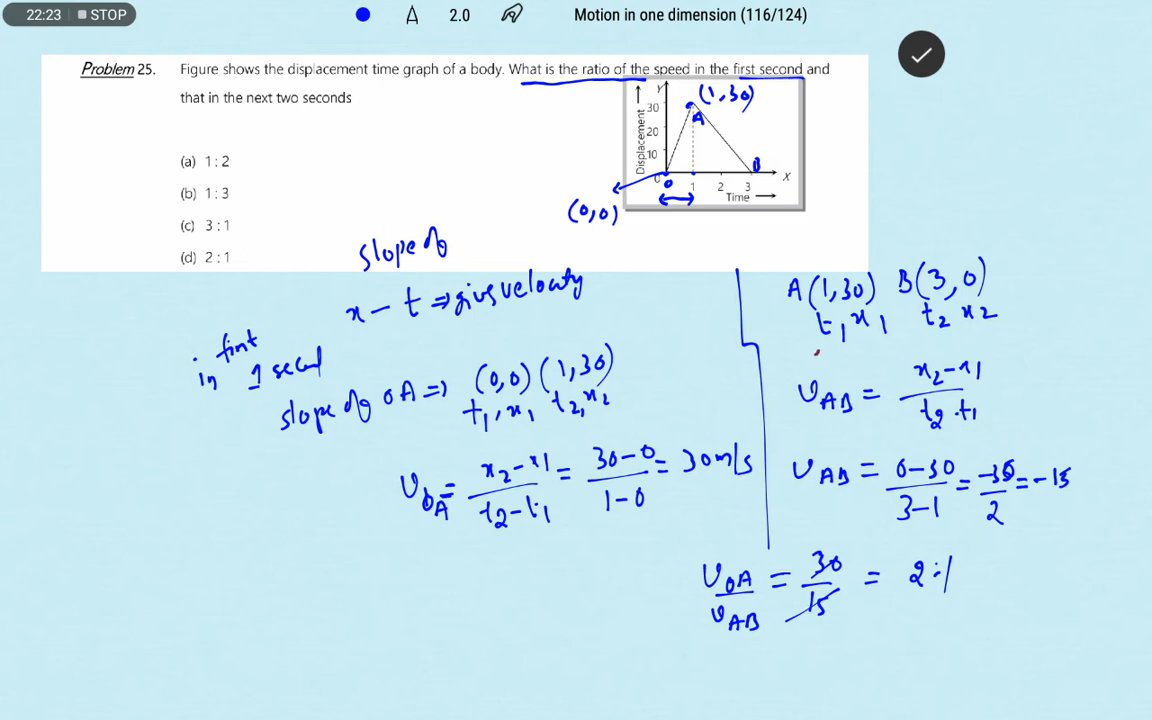 22:23 STOP 2.0 Motion in one dimension (116/124)
Problem 25. Figure shows the displacement time graph of a body. What is the ratio of the speed in the first second and
that in the next two seconds
(a) 1 : 2
(b) 1 : 3
(c) 3 : 1
(d) 2 : 1
Y
30
20
10
0
1 2 3
X
Displacement
Time
(1,30)
A
B
O
(0,0)
slope of
x - t ⇒ gives velocity
in first
1 second
slope of OA ⇒ (0,0) (1,30)
t1, x1 t2, x2
VOA = x2-x1 / t2-t1 = 30-0 / 1-0 = 30 m/s
A(1,30) B(3,0)
t1 x1 t2 x2
VAB = x2-x1 / t2-t1
VAB = 0-30 / 3-1 = -30 / 2 = -15
VOA / VAB = 30 / 15 = 2:1